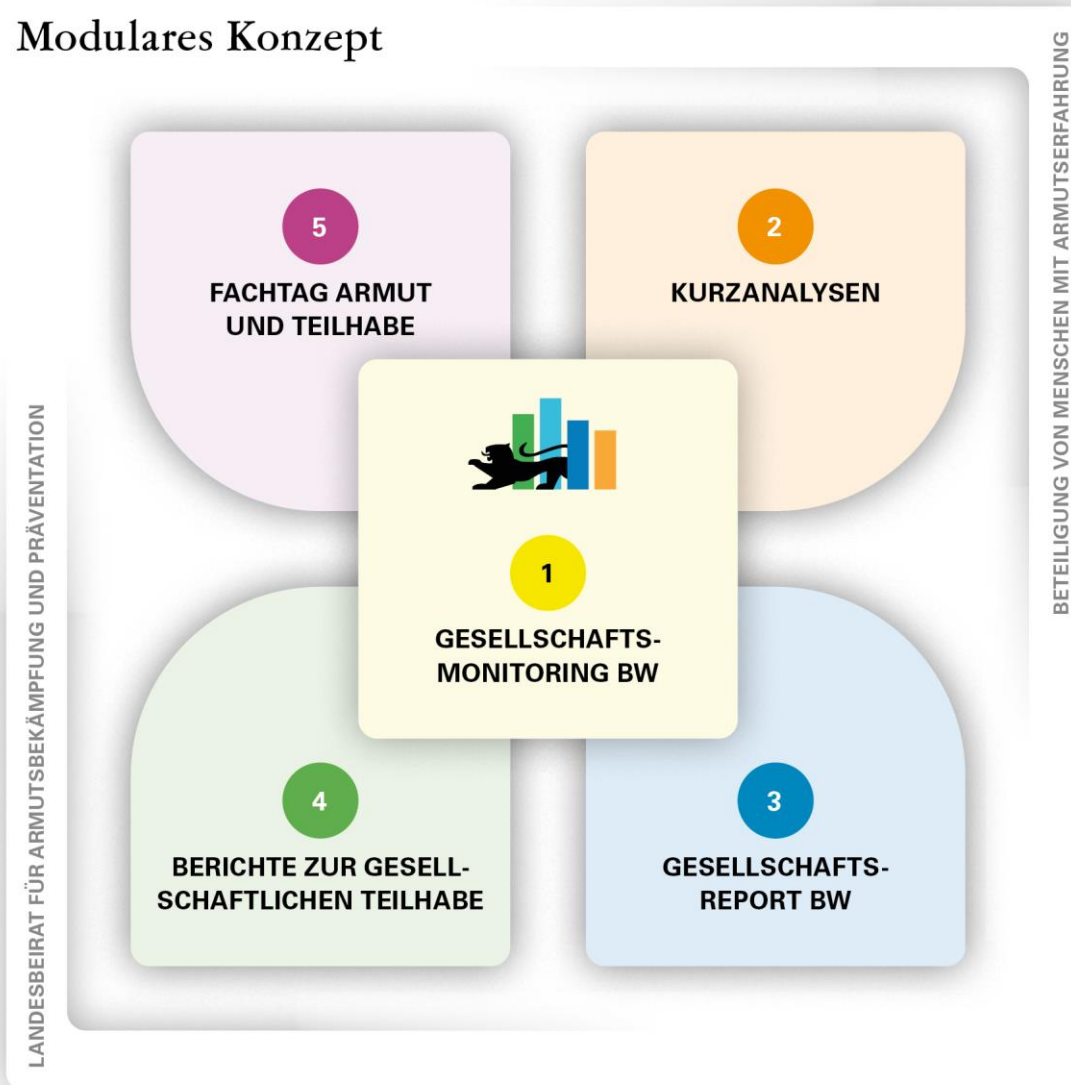 Modulares Konzept
5
FACHTAG ARMUT
UND TEILHABE
2
KURZANALYSEN
1
GESELLSCHAFTS-
MONITORING BW
4
BERICHTE ZUR GESELL-
SCHAFTLICHEN TEILHABE
3
GESELLSCHAFTS-
REPORT BW
LANDESBEIRAT FÜR ARMUTSBEKÄMPFUNG UND PRÄVENTATION
BETEILIGUNG VON MENSCHEN MIT ARMUTSERFAHRUNG